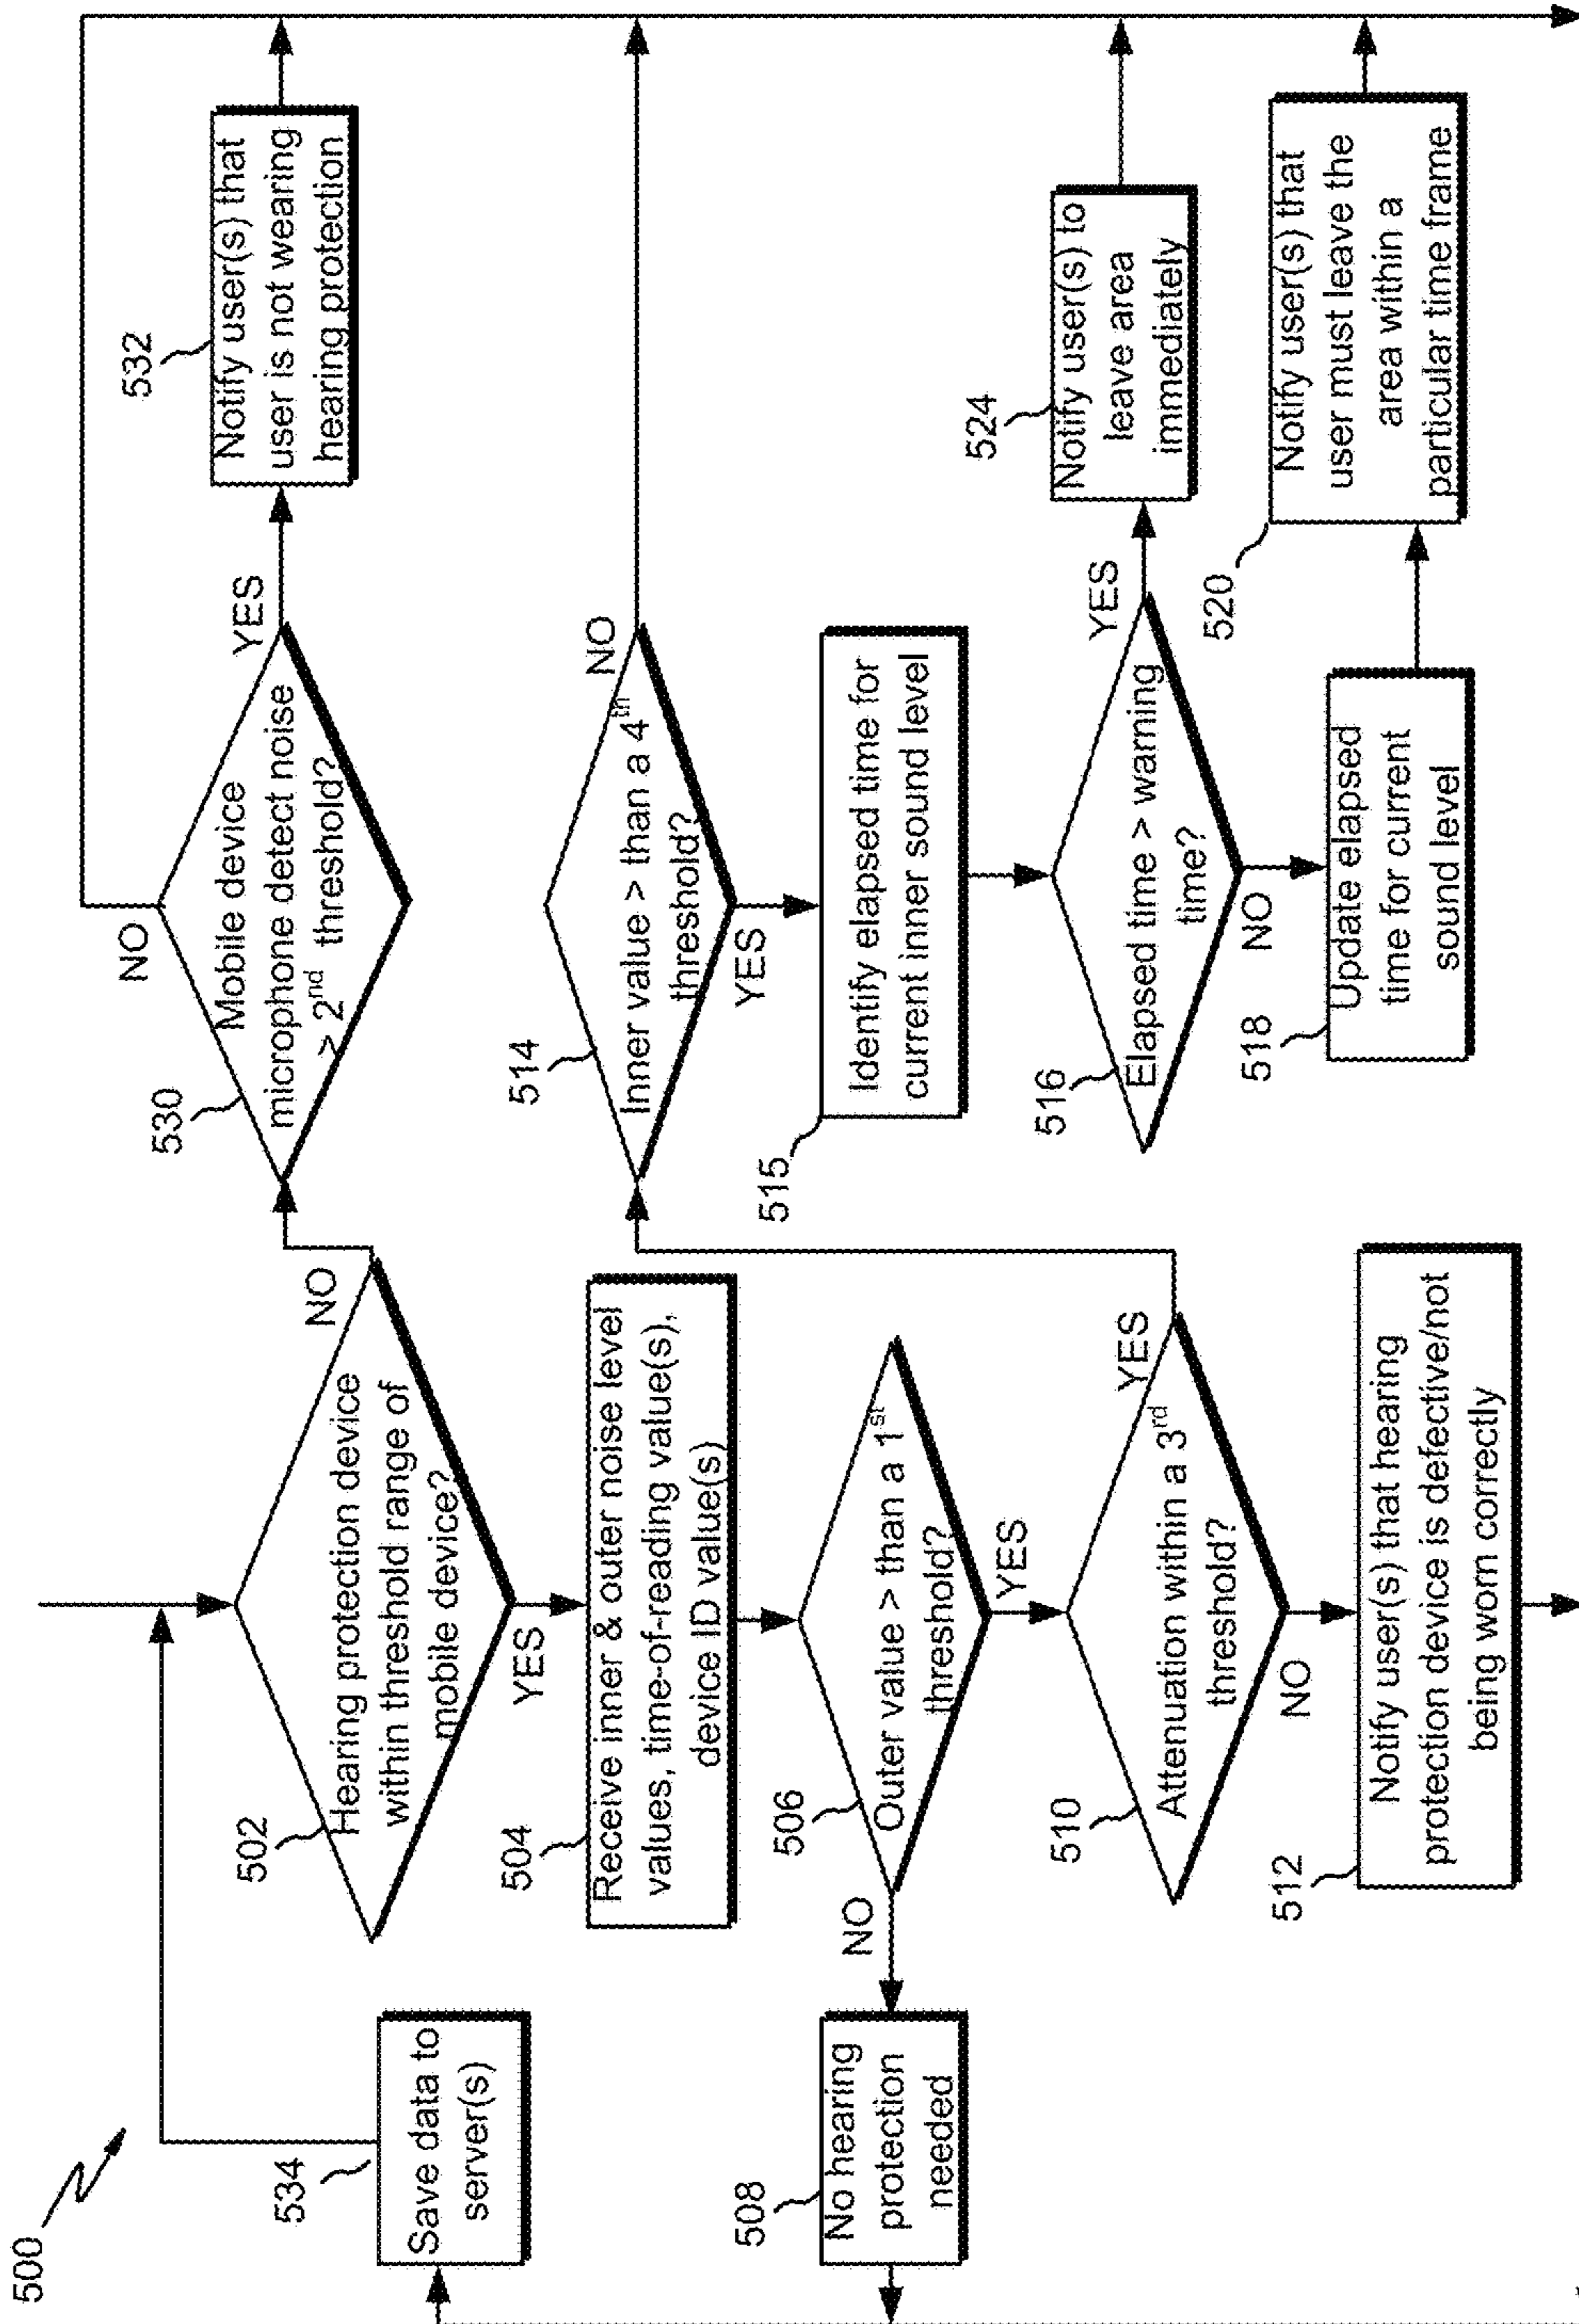 500
534
Save data to
server(s)
502
Hearing protection device
within threshold range of
mobile device?
NO
YES
504
Receive inner & outer noise level
values, time-of-reading value(s),
device ID value(s)
506
Outer value > than a 1st
threshold?
NO
YES
508
No hearing
protection
needed
510
Attenuation within a 3rd
threshold?
YES
NO
512
Notify user(s) that hearing
protection device is defective/not
being worn correctly
530
Mobile device
microphone detect noise
> 2nd threshold?
NO
YES
532
Notify user(s) that
user is not wearing
hearing protection
514
Inner value > than a 4th
threshold?
NO
YES
515
Identify elapsed time for
current inner sound level
516
Elapsed time > warning
time?
YES
NO
524
Notify user(s) to
leave area
immediately
518
Update elapsed
time for current
sound level
520
Notify user(s) that
user must leave the
area within a
particular time frame